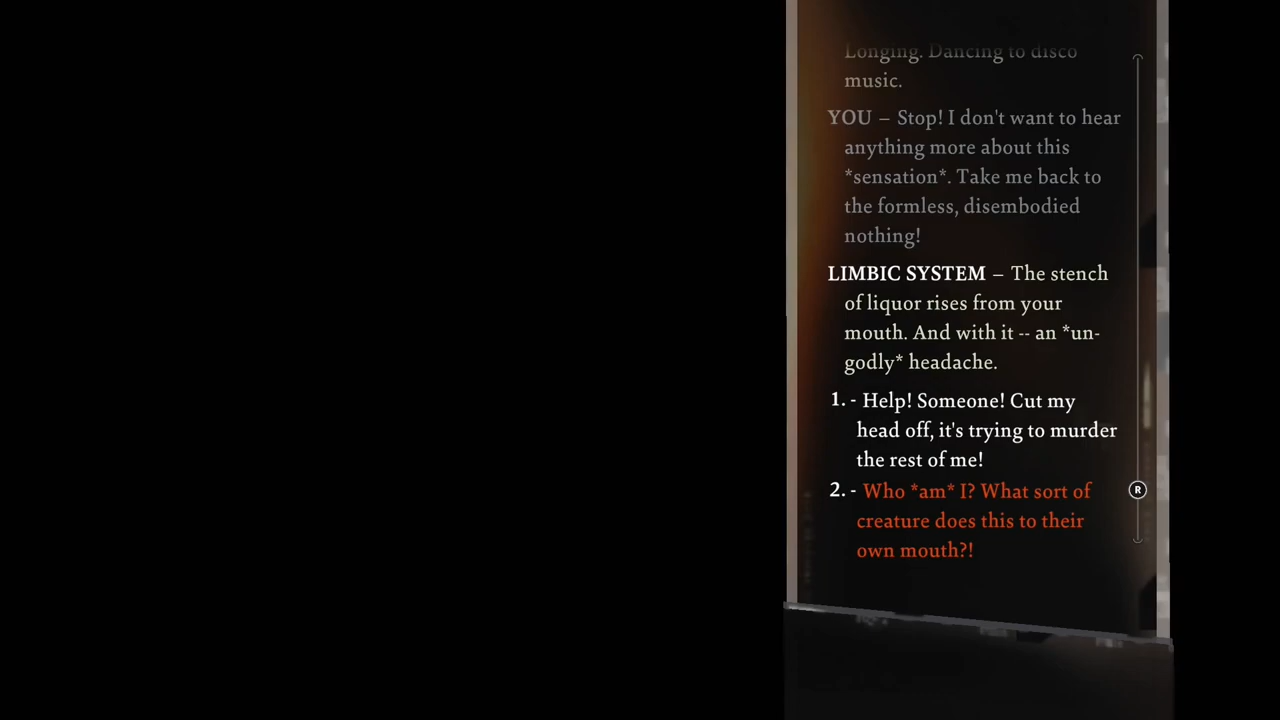 Longing. Dancing to disco
music.
YOU – Stop! I don't want to hear
anything more about this
*sensation*. Take me back to
the formless, disembodied
nothing!
LIMBIC SYSTEM – The stench
of liquor rises from your
mouth. And with it -- an *un-
godly* headache.
1. - Help! Someone! Cut my
head off, it's trying to murder
the rest of me!
2. - Who *am* I? What sort of
creature does this to their
own mouth?!
R